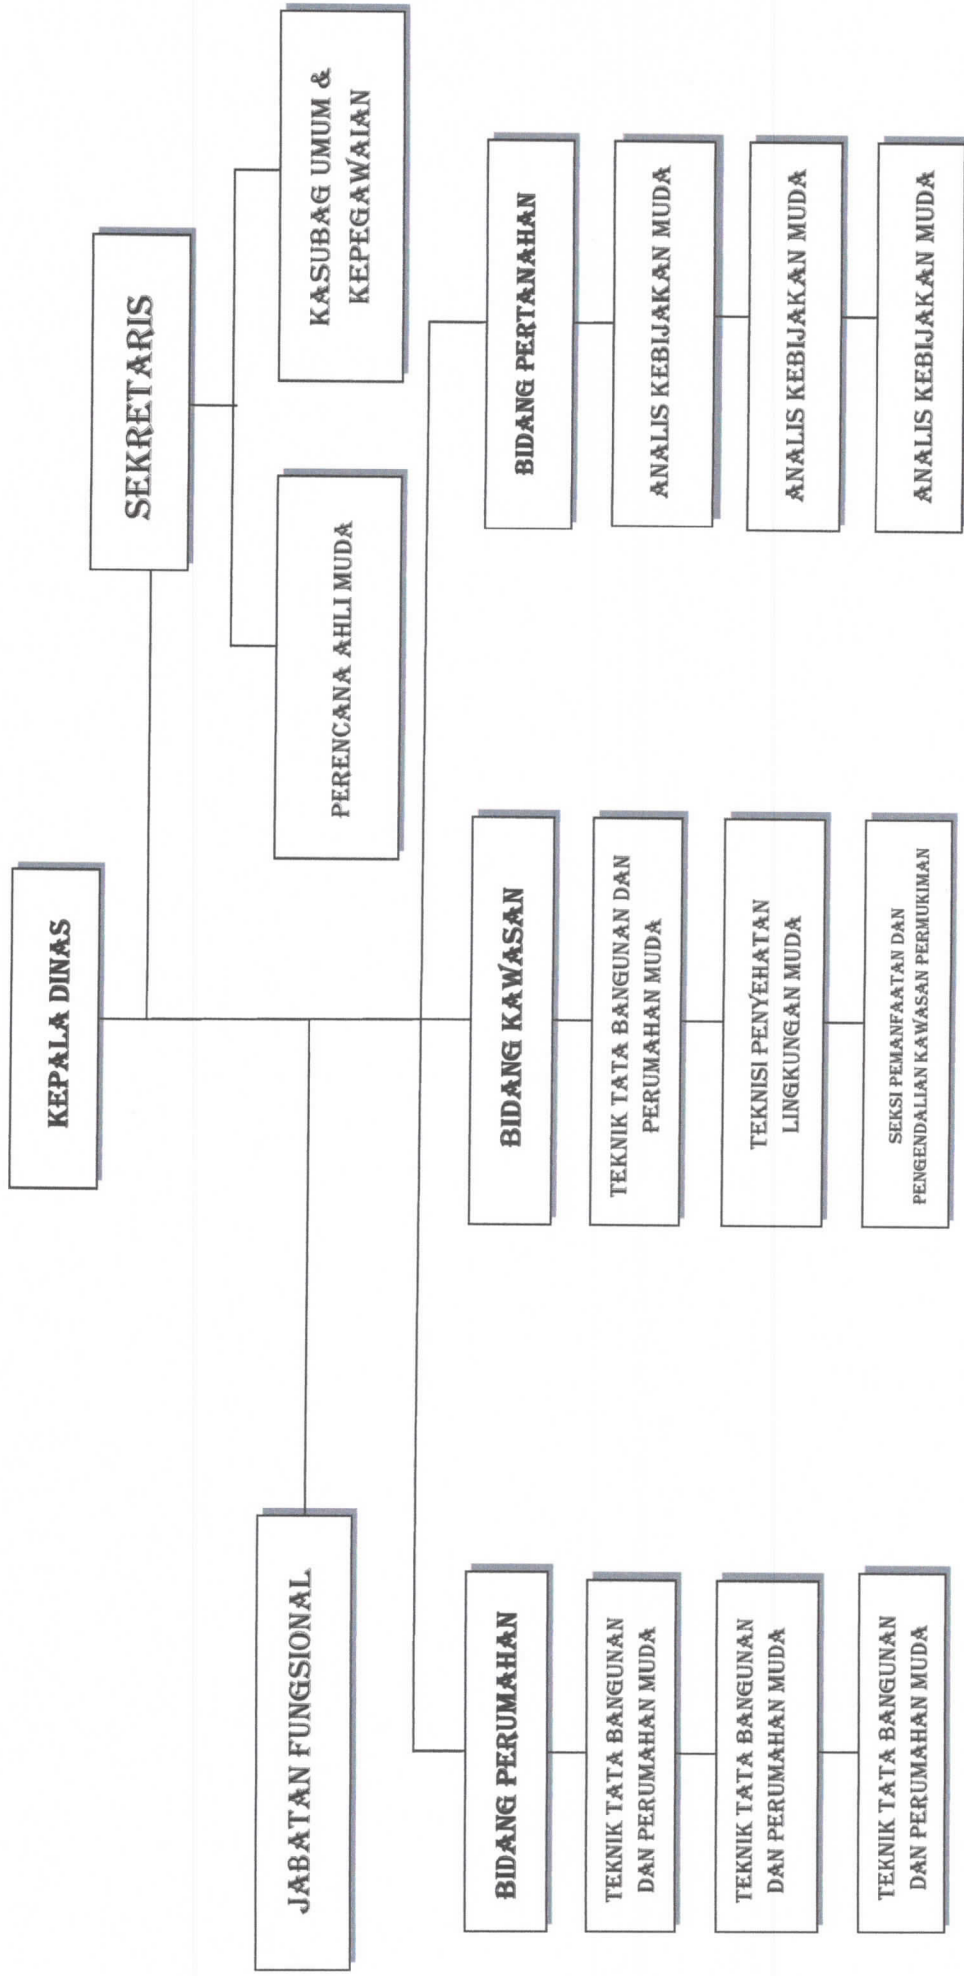 KEPALA DINAS
SEKRETARIS
PERENCANA AHLI MUDA
KASUBAG UMUM &
KEPEGAWAIAN
JABATAN FUNGSIONAL
BIDANG PERUMAHAN
TEKNIK TATA BANGUNAN
DAN PERUMAHAN MUDA
TEKNIK TATA BANGUNAN
DAN PERUMAHAN MUDA
TEKNIK TATA BANGUNAN
DAN PERUMAHAN MUDA
BIDANG KAWASAN
TEKNIK TATA BANGUNAN DAN
PERUMAHAN MUDA
TEKNISI PENYEHATAN
LINGKUNGAN MUDA
SEKSI PEMANFAATAN DAN
PENGENDALIAN KAWASAN PERMUKIMAN
BIDANG PERTANAHAN
ANALIS KEBIJAKAN MUDA
ANALIS KEBIJAKAN MUDA
ANALIS KEBIJAKAN MUDA